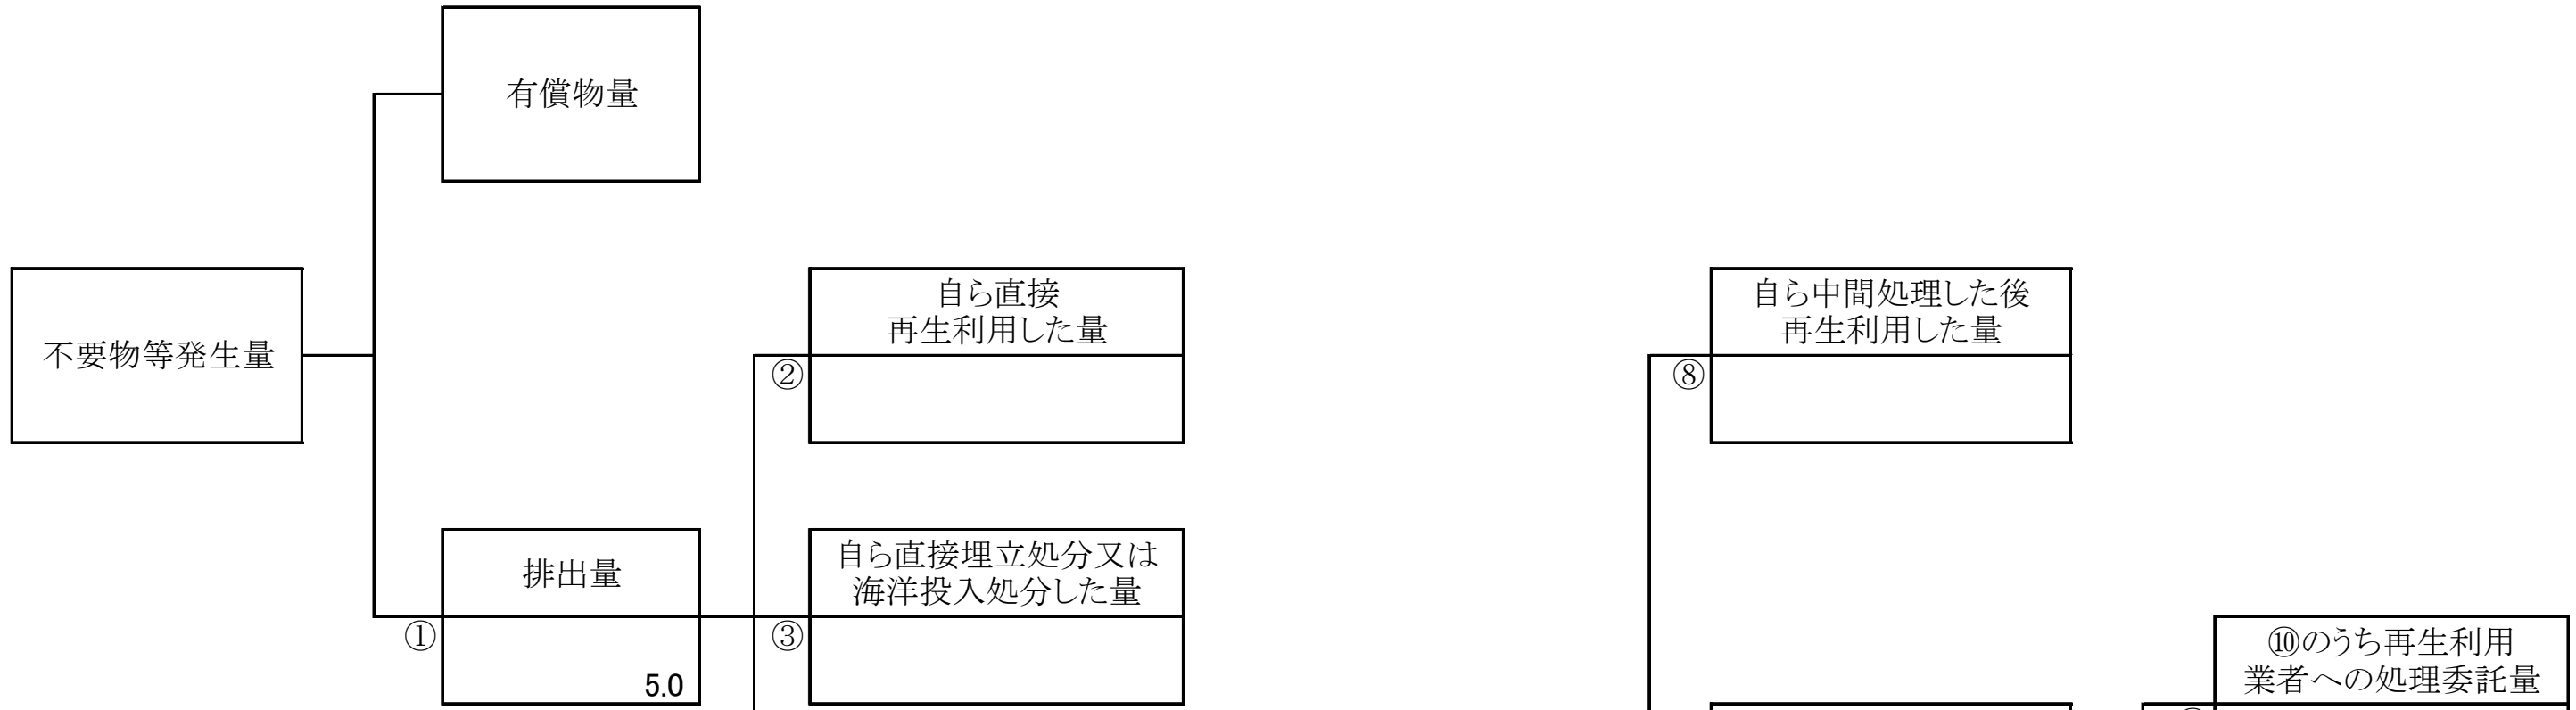 有償物量
不要物等発生量
自ら直接
再生利用した量
②
自ら中間処理した後
再生利用した量
⑧
排出量
①
5.0
自ら直接埋立処分又は
海洋投入処分した量
③
⑩のうち再生利用
業者への処理委託量